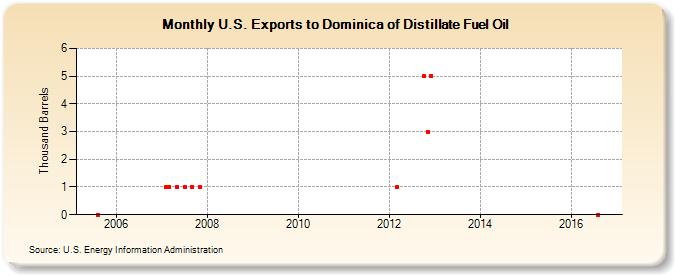 Monthly U.S. Exports to Dominica of Distillate Fuel Oil
Thousand Barrels
6
5
4
3
2
1
0
2006 2008 2010 2012 2014 2016
Source: U.S. Energy Information Administration